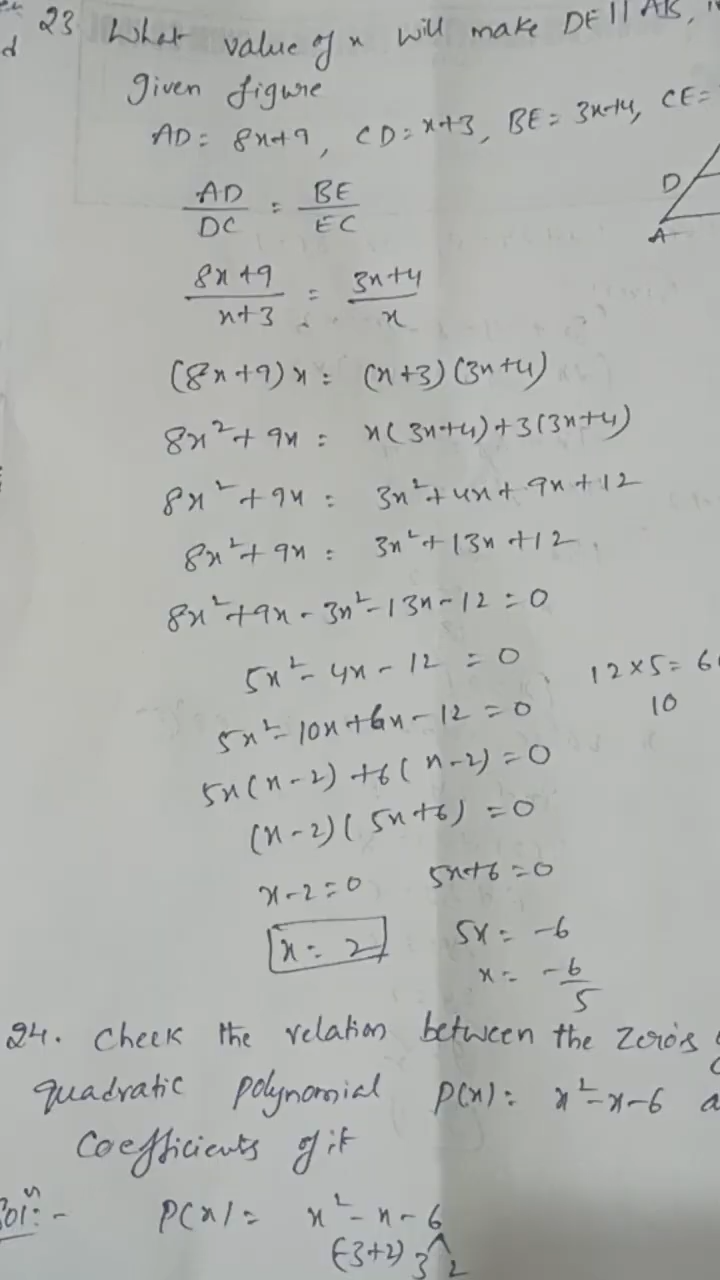 d
23 What value of x will make DE || AB,
given figure
AD = 8x+9, CD = x+3, BE = 3x+4, CE =
D
A
AD/DC = BE/EC
8x+9/x+3 = 3x+4/x
(8x+9)x = (x+3)(3x+4)
8x²+9x = x(3x+4)+3(3x+4)
8x²+9x = 3x²+4x+9x+12
8x²+9x = 3x²+13x+12
8x²+9x-3x²-13x-12=0
5x²-4x-12=0
12×5=6
10
5x²-10x+6x-12=0
5x(x-2)+6(x-2)=0
(x-2)(5x+6)=0
x-2=0 5x+6=0
x=2 5x=-6
x=-6/5
24. Check the relation between the zero's
quadratic polynomial P(x) = x²-x-6 a
Coefficients of it
Solⁿ:- P(x) = x²-x-6
(-3+2) 3 2